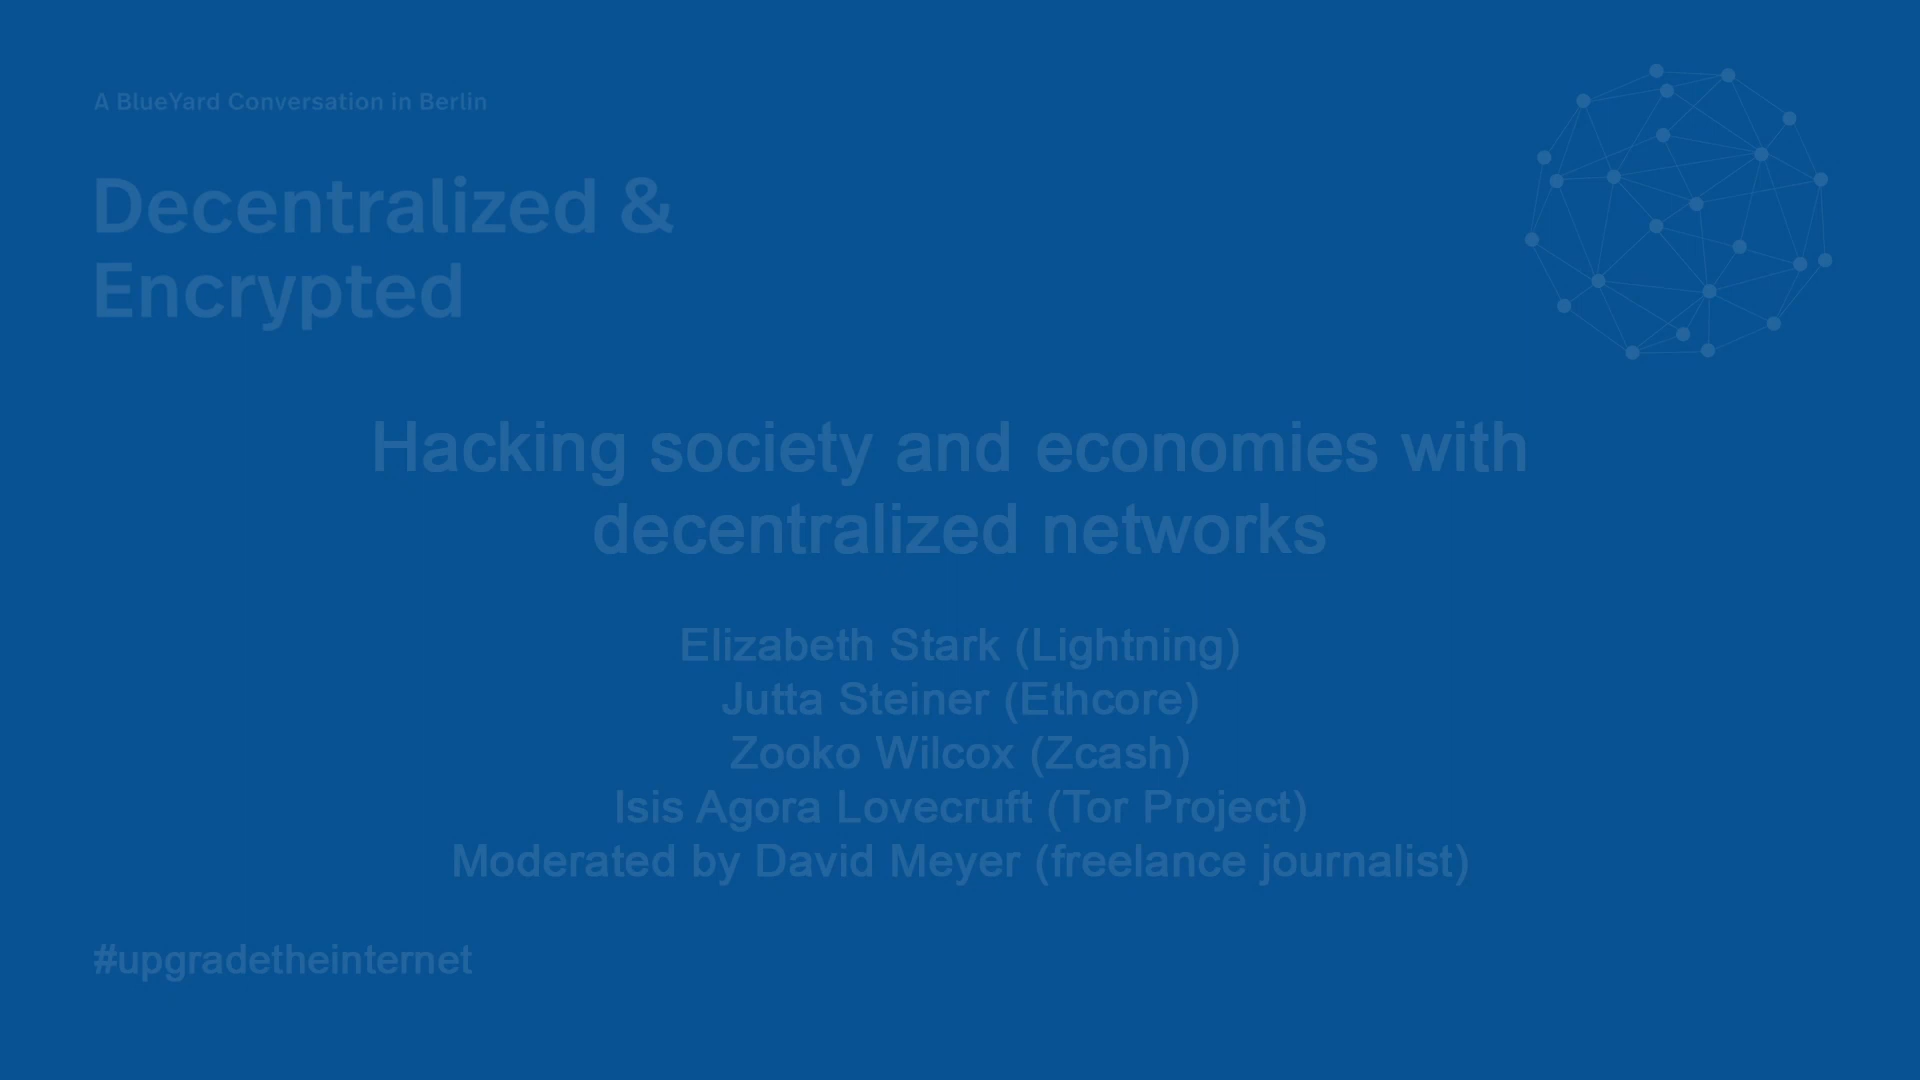 A BlueYard Conversation in Berlin
Decentralized &
Encrypted
Hacking society and economies with
decentralized networks
Elizabeth Stark (Lightning)
Jutta Steiner (Ethcore)
Zooko Wilcox (Zcash)
Isis Agora Lovecruft (Tor Project)
Moderated by David Meyer (freelance journalist)
#upgradetheinternet